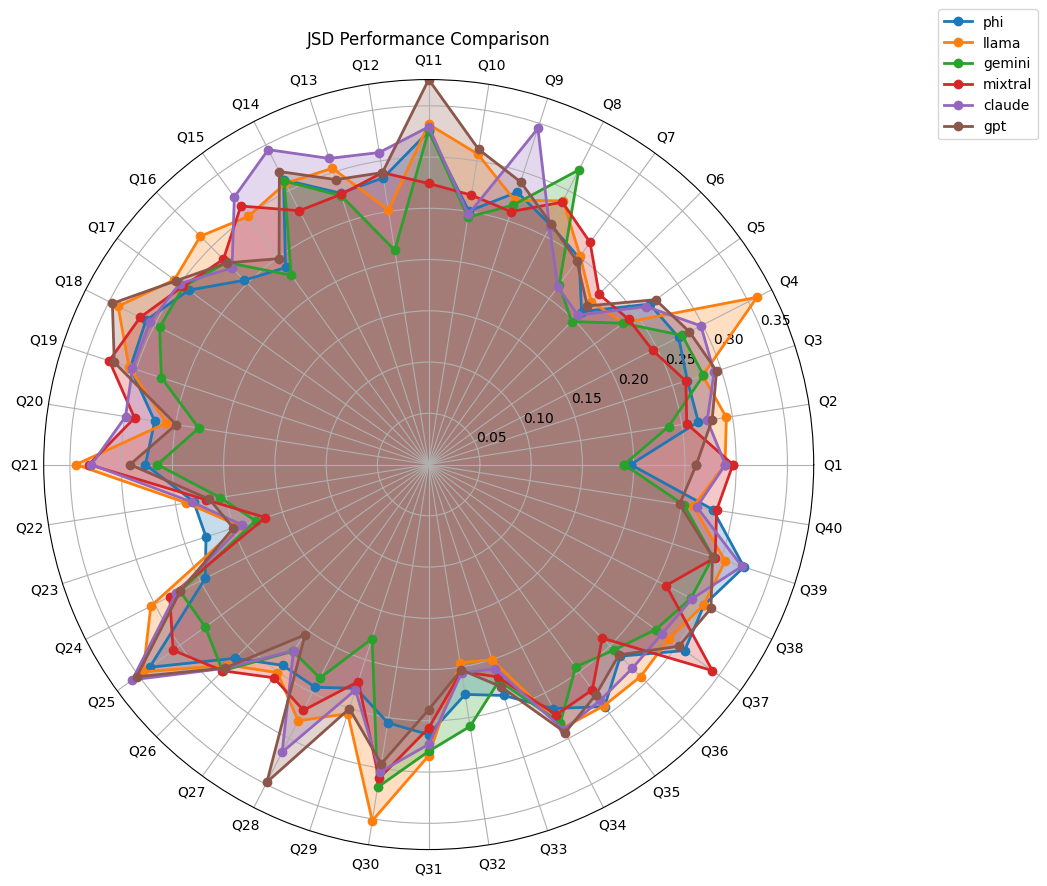 JSD Performance Comparison
phi
llama
gemini
mixtral
claude
gpt
Q1
Q2
Q3
Q4
Q5
Q6
Q7
Q8
Q9
Q10
Q11
Q12
Q13
Q14
Q15
Q16
Q17
Q18
Q19
Q20
Q21
Q22
Q23
Q24
Q25
Q26
Q27
Q28
Q29
Q30
Q31
Q32
Q33
Q34
Q35
Q36
Q37
Q38
Q39
Q40
0.05
0.10
0.15
0.20
0.25
0.30
0.35